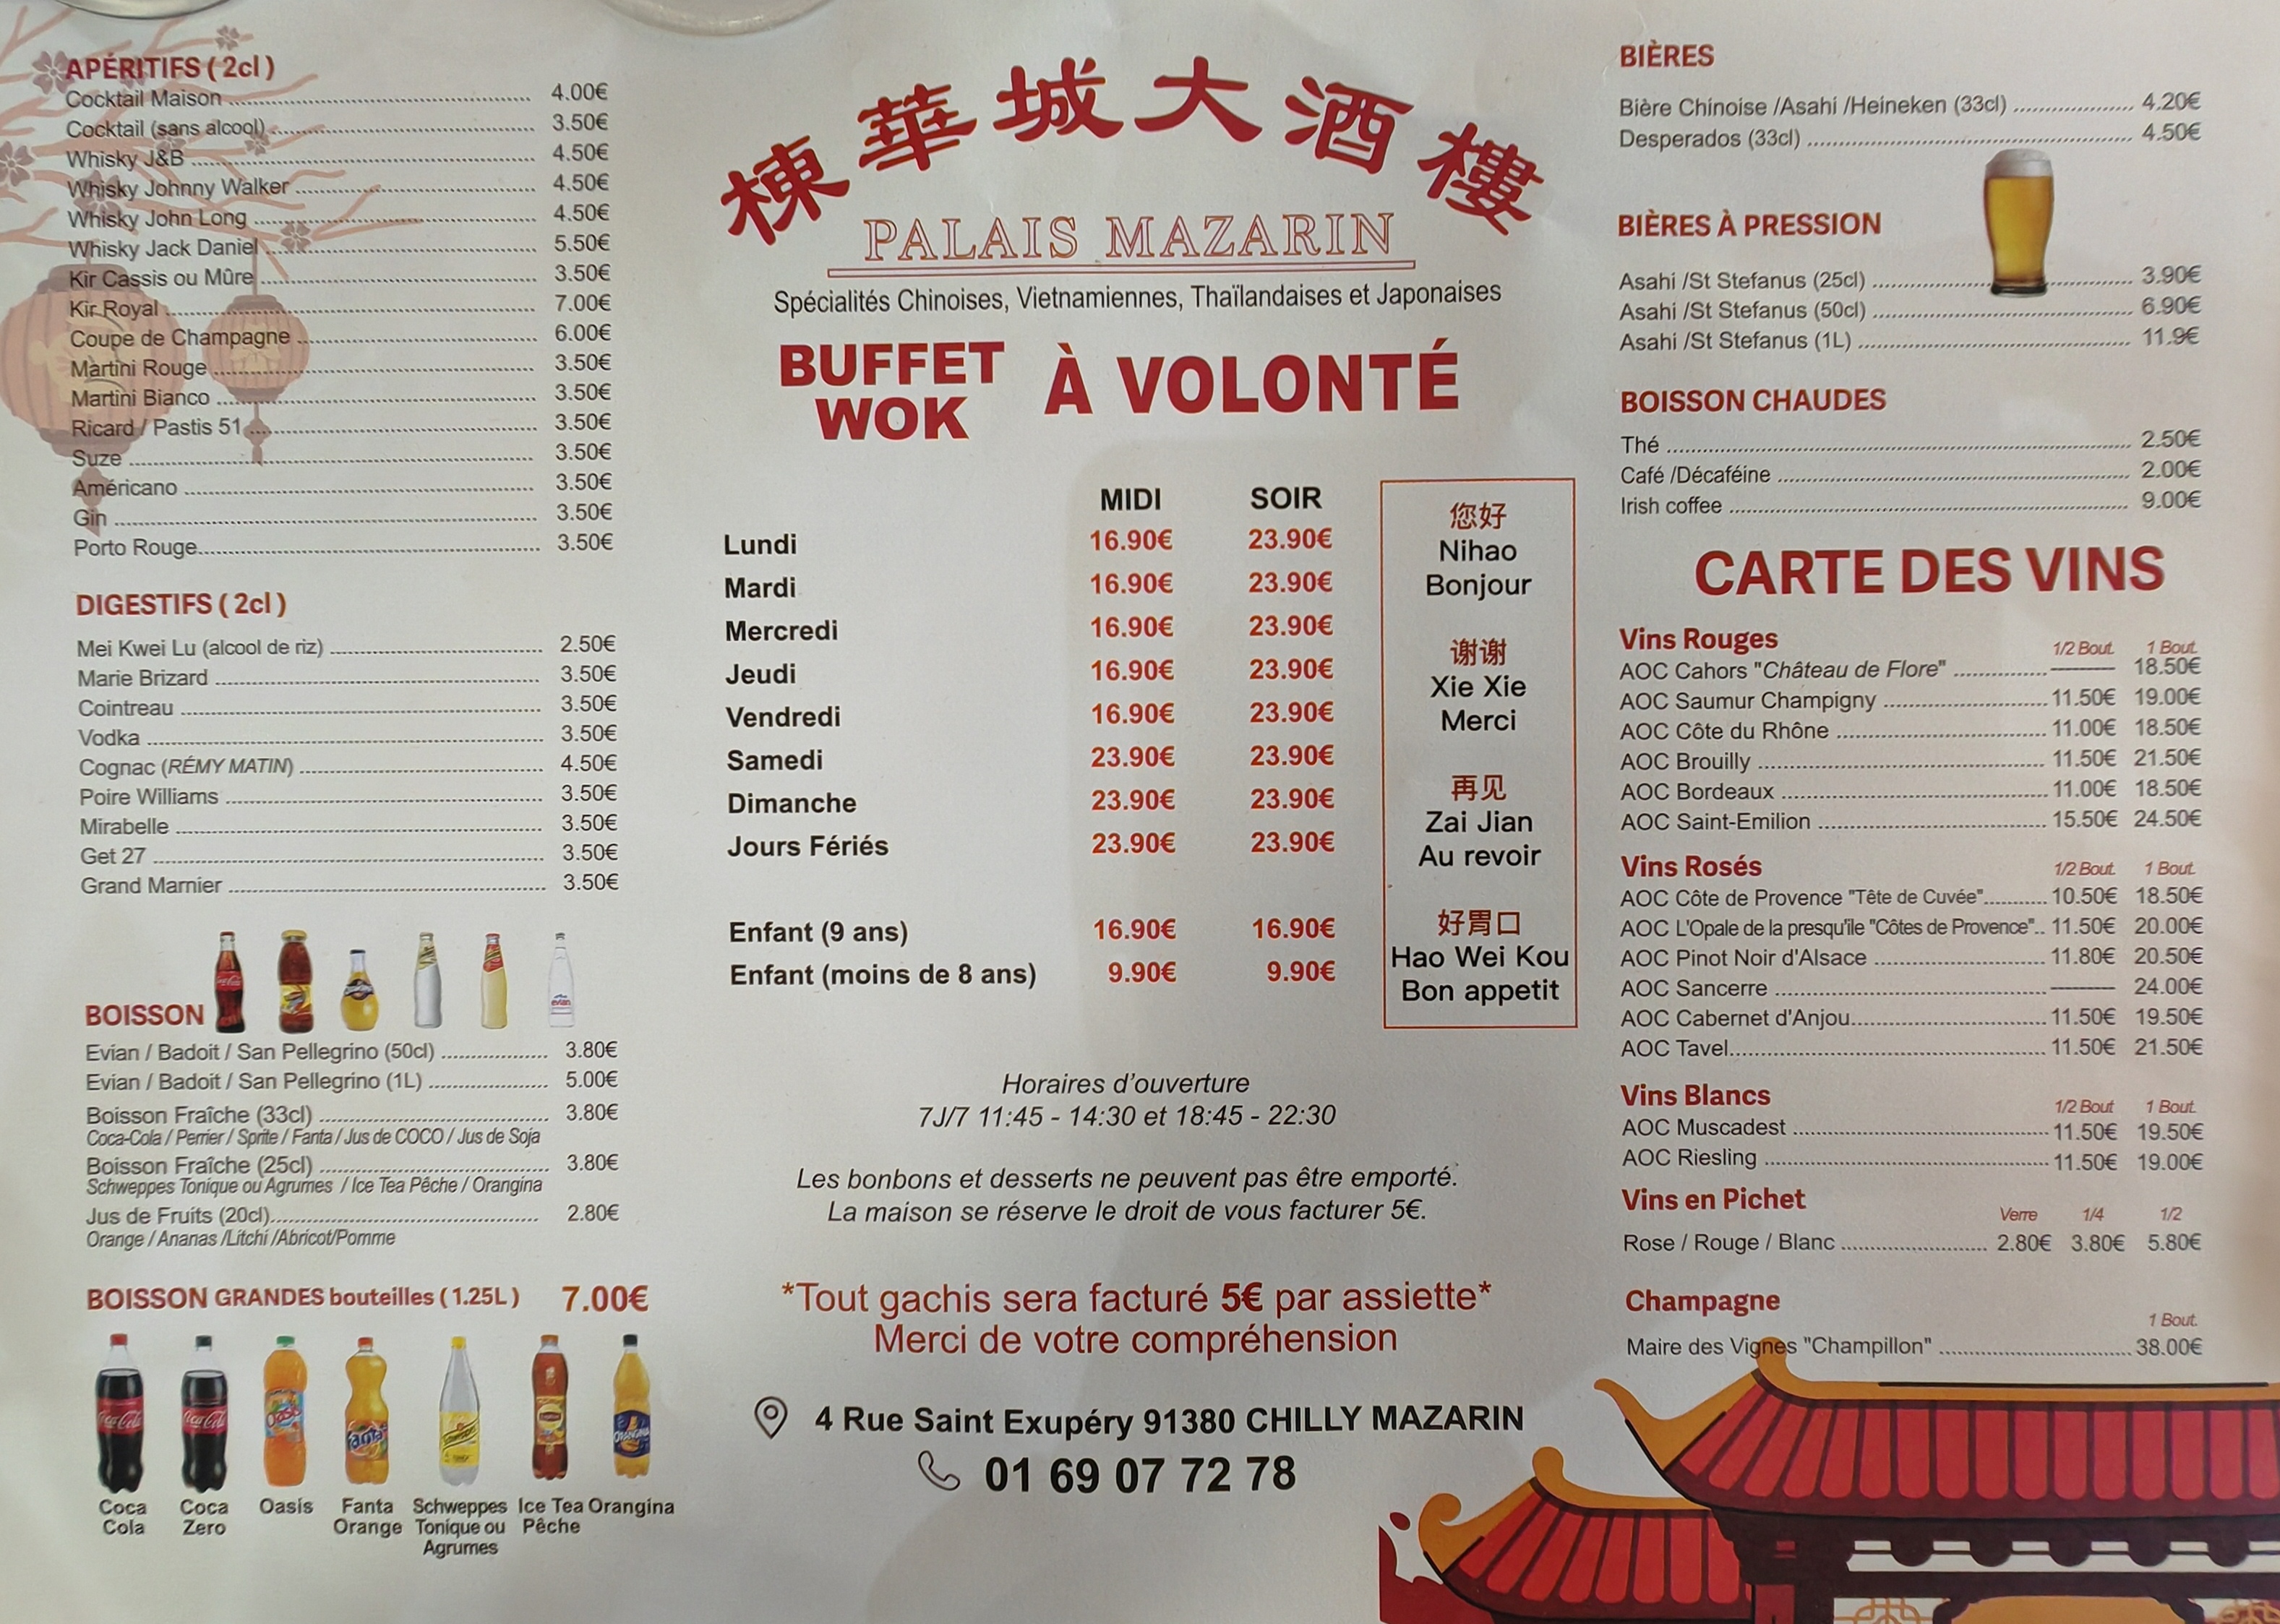 APÉRITIFS ( 2cl )
Cocktail Maison 4.00€
Cocktail (sans alcool) 3.50€
Whisky J&B 4.50€
Whisky Johnny Walker 4.50€
Whisky John Long 4.50€
Whisky Jack Daniel 5.50€
Kir Cassis ou Mûre 3.50€
Kir Royal 7.00€
Coupe de Champagne 6.00€
Martini Rouge 3.50€
Martini Bianco 3.50€
Ricard / Pastis 51 3.50€
Suze 3.50€
Américano 3.50€
Gin 3.50€
Porto Rouge 3.50€
DIGESTIFS ( 2cl )
Mei Kwei Lu (alcool de riz) 2.50€
Marie Brizard 3.50€
Cointreau 3.50€
Vodka 3.50€
Cognac (RÉMY MATIN) 4.50€
Poire Williams 3.50€
Mirabelle 3.50€
Get 27 3.50€
Grand Marnier 3.50€
BOISSON
Evian / Badoit / San Pellegrino (50cl) 3.80€
Evian / Badoit / San Pellegrino (1L) 5.00€
Boisson Fraîche (33cl) 3.80€
Coca-Cola / Perrier / Sprite / Fanta / Jus de COCO / Jus de Soja
Boisson Fraîche (25cl) 3.80€
Schweppes Tonique ou Agrumes / Ice Tea Pêche / Orangina
Jus de Fruits (20cl) 2.80€
Orange / Ananas /Litchi /Abricot/Pomme
BOISSON GRANDES bouteilles ( 1.25L ) 7.00€
Coca Cola
Coca Zero
Oasis
Fanta Orange
Schweppes Tonique ou Agrumes
Ice Tea Pêche
Orangina
棟華城大酒樓
PALAIS MAZARIN
Spécialités Chinoises, Vietnamiennes, Thaïlandaises et Japonaises
BUFFET WOK À VOLONTÉ
MIDI SOIR
Lundi 16.90€ 23.90€
Mardi 16.90€ 23.90€
Mercredi 16.90€ 23.90€
Jeudi 16.90€ 23.90€
Vendredi 16.90€ 23.90€
Samedi 23.90€ 23.90€
Dimanche 23.90€ 23.90€
Jours Fériés 23.90€ 23.90€
Enfant (9 ans) 16.90€ 16.90€
Enfant (moins de 8 ans) 9.90€ 9.90€
您好
Nihao
Bonjour
谢谢
Xie Xie
Merci
再见
Zai Jian
Au revoir
好胃口
Hao Wei Kou
Bon appetit
Horaires d'ouverture
7J/7 11:45 - 14:30 et 18:45 - 22:30
Les bonbons et desserts ne peuvent pas être emporté.
La maison se réserve le droit de vous facturer 5€.
*Tout gachis sera facturé 5€ par assiette*
Merci de votre compréhension
4 Rue Saint Exupéry 91380 CHILLY MAZARIN
01 69 07 72 78
BIÈRES
Bière Chinoise /Asahi /Heineken (33cl) 4.20€
Desperados (33cl) 4.50€
BIÈRES À PRESSION
Asahi /St Stefanus (25cl) 3.90€
Asahi /St Stefanus (50cl) 6.90€
Asahi /St Stefanus (1L) 11.9€
BOISSON CHAUDES
Thé 2.50€
Café /Décaféine 2.00€
Irish coffee 9.00€
CARTE DES VINS
Vins Rouges 1/2 Bout. 1 Bout.
AOC Cahors "Château de Flore" 18.50€
AOC Saumur Champigny 11.50€ 19.00€
AOC Côte du Rhône 11.00€ 18.50€
AOC Brouilly 11.50€ 21.50€
AOC Bordeaux 11.00€ 18.50€
AOC Saint-Emilion 15.50€ 24.50€
Vins Rosés 1/2 Bout. 1 Bout.
AOC Côte de Provence "Tête de Cuvée" 10.50€ 18.50€
AOC L'Opale de la presqu'île "Côtes de Provence" 11.50€ 20.00€
AOC Pinot Noir d'Alsace 11.80€ 20.50€
AOC Sancerre 24.00€
AOC Cabernet d'Anjou 11.50€ 19.50€
AOC Tavel 11.50€ 21.50€
Vins Blancs 1/2 Bout 1 Bout.
AOC Muscadest 11.50€ 19.50€
AOC Riesling 11.50€ 19.00€
Vins en Pichet Verre 1/4 1/2
Rose / Rouge / Blanc 2.80€ 3.80€ 5.80€
Champagne 1 Bout.
Maire des Vignes "Champillon" 38.00€